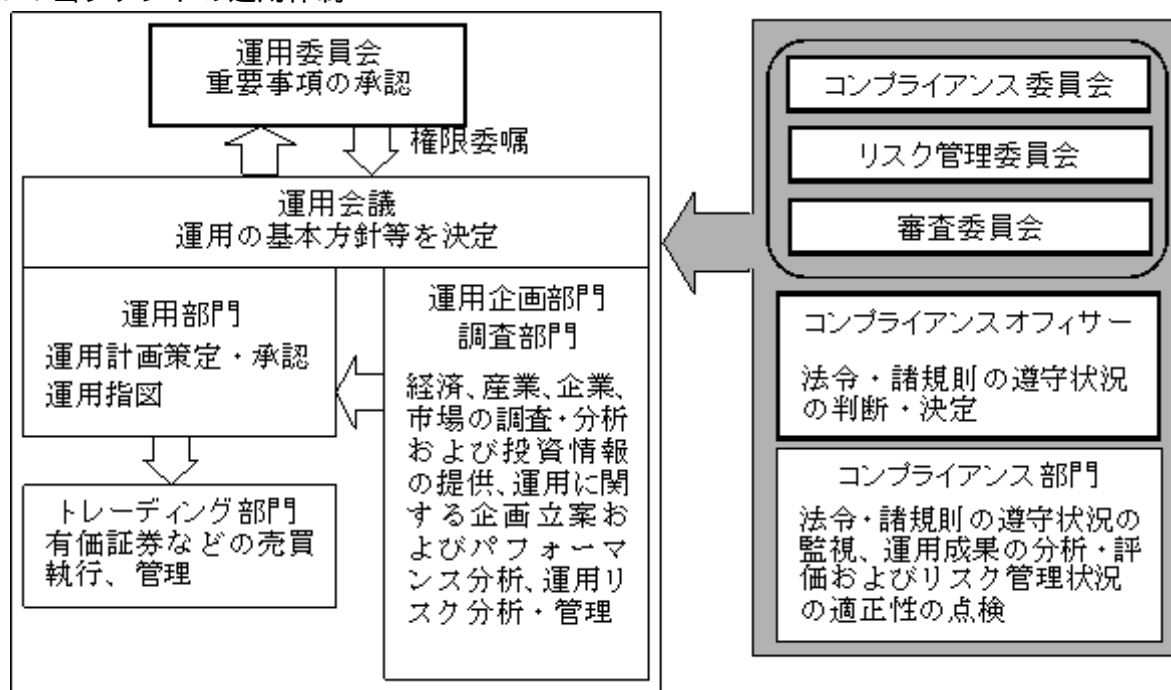 運用委員会
重要事項の承認
権限委嘱
運用会議
運用の基本方針等を決定
運用部門
運用計画策定・承認
運用指図
トレーディング部門
有価証券などの売買
執行、管理
運用企画部門
調査部門
経済、産業、企業、
市場の調査・分析
および投資情報
の提供、運用に関
する企画立案お
よびパフォーマ
ンス分析、運用リ
スク分析・管理
コンプライアンス委員会
リスク管理委員会
審査委員会
コンプライアンスオフィサー
法令・諸規則の遵守状況
の判断・決定
コンプライアンス部門
法令・諸規則の遵守状況の
監視、運用成果の分析・評
価およびリスク管理状況
の適正性の点検